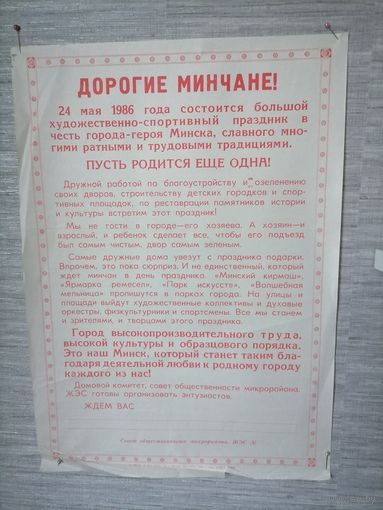 ДОРОГИЕ МИНЧАНЕ!
24 мая 1986 года состоится большой
художественно-спортивный праздник в
честь города-героя Минска, славного мно-
гими ратными и трудовыми традициями.
ПУСТЬ РОДИТСЯ ЕЩЕ ОДНА!
Дружной работой по благоустройству и озеленению
своих дворов, строительству детских городков и спор-
тивных площадок, по реставрации памятников истории
и культуры встретим этот праздник!
Мы не гости в городе—его хозяева. А хозяин—и
взрослый, и ребенок сделает все, чтобы его подъезд
был самым чистым, двор самым зеленым.
Самые дружные дома увезут с праздника подарки.
Впрочем, это пока сюрприз. И не единственный, который
ждет минчан в день праздника. «Минский кирмаш»,
«Ярмарка ремесел», «Парк искусств», «Волшебная
мельница» пропишутся в парках города. На улицы и
площади выйдут художественные коллективы и духовые
оркестры, физкультурники и спортсмены. Все мы станем
и зрителями, и творцами этого праздника.
Город высокопроизводительного труда,
высокой культуры и образцового порядка.
Это наш Минск, который станет таким бла-
годаря деятельной любви к родному городу
каждого из нас!
Домовой комитет, совет общественности микрорайона,
ЖЭС готовы организовать энтузиастов.
ЖДЕМ ВАС
Совет общественности микрорайона, ЖЭС №